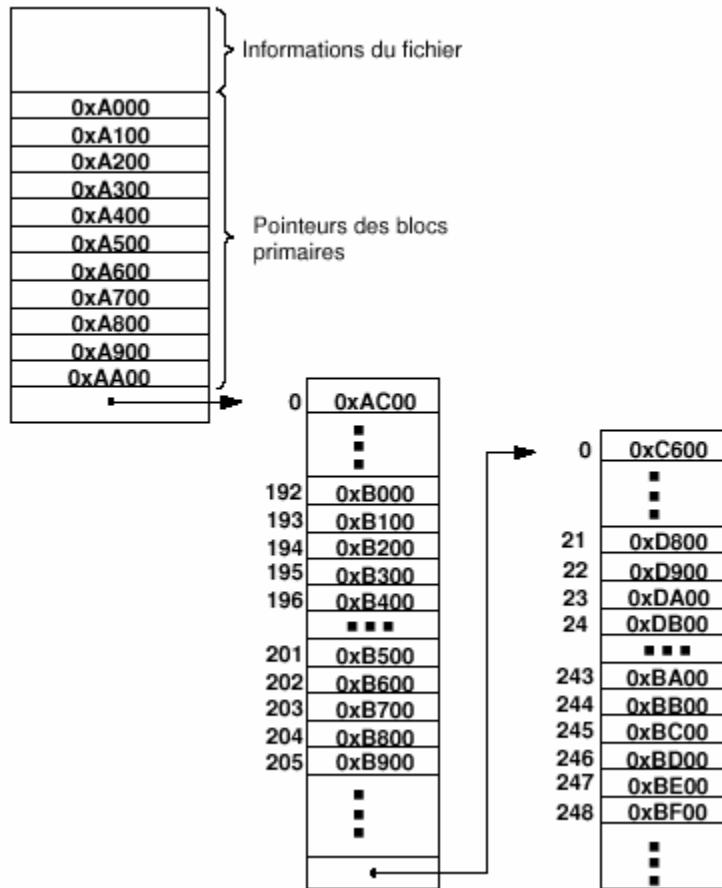 Informations du fichier
0xA000
0xA100
0xA200
0xA300
0xA400
0xA500
0xA600
0xA700
0xA800
0xA900
0xAA00
Pointeurs des blocs
primaires
0 0xAC00
192 0xB000
193 0xB100
194 0xB200
195 0xB300
196 0xB400
201 0xB500
202 0xB600
203 0xB700
204 0xB800
205 0xB900
0 0xC600
21 0xD800
22 0xD900
23 0xDA00
24 0xDB00
243 0xBA00
244 0xBB00
245 0xBC00
246 0xBD00
247 0xBE00
248 0xBF00